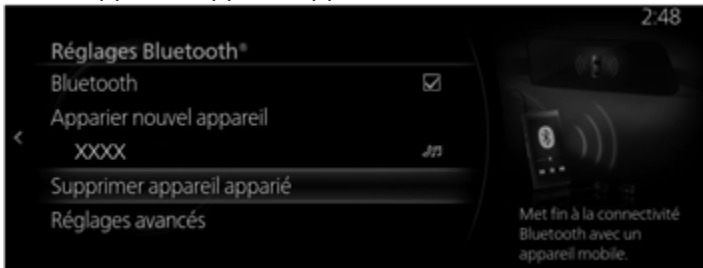 2:48
Réglages Bluetooth®
Bluetooth
Apparier nouvel appareil
XXXX
Supprimer appareil apparié
Réglages avancés
Met fin à la connectivité
Bluetooth avec un
appareil mobile.